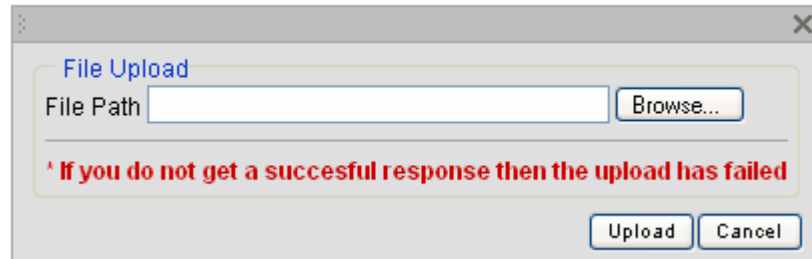 File Upload
File Path Browse...
* If you do not get a succesful response then the upload has failed
Upload Cancel